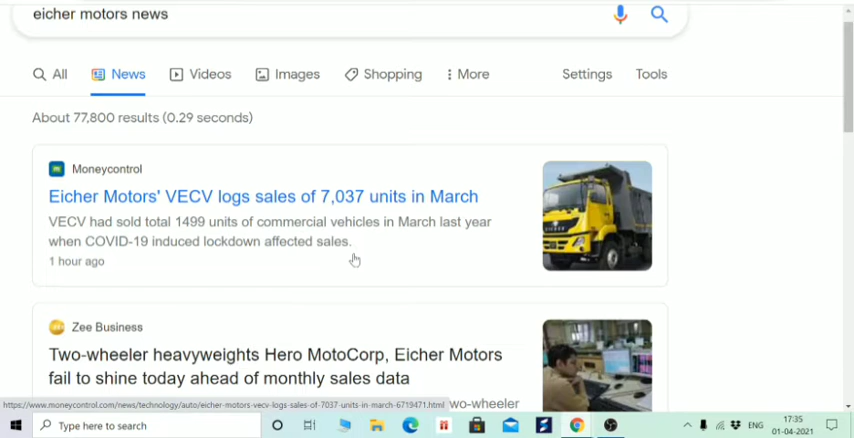 eicher motors news
All News Videos Images Shopping More Settings Tools
About 77,800 results (0.29 seconds)
Moneycontrol
Eicher Motors' VECV logs sales of 7,037 units in March
VECV had sold total 1499 units of commercial vehicles in March last year
when COVID-19 induced lockdown affected sales.
1 hour ago
EICHER
Zee Business
Two-wheeler heavyweights Hero MotoCorp, Eicher Motors
fail to shine today ahead of monthly sales data
https://www.moneycontrol.com/news/technology/auto/eicher-motors-vecv-logs-sales-of-7037-units-in-march-6719471.html
wo-wheeler
Type here to search
ENG
17:35
01-04-2021